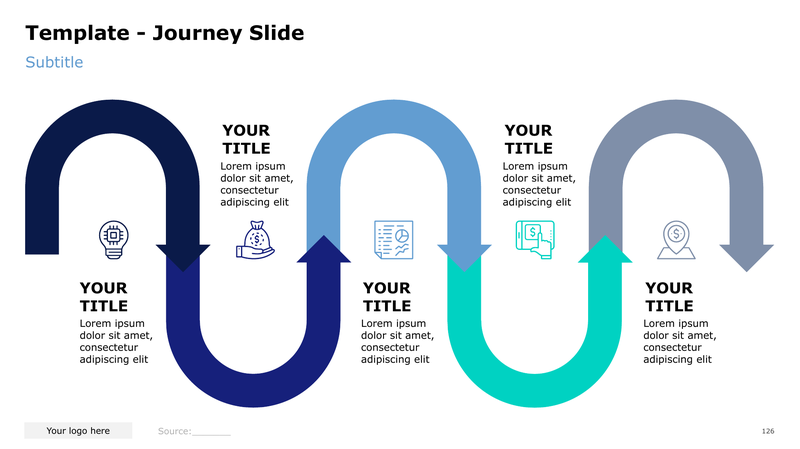 Template - Journey Slide
Subtitle
YOUR
TITLE
Lorem ipsum
dolor sit amet,
consectetur
adipiscing elit
YOUR
TITLE
Lorem ipsum
dolor sit amet,
consectetur
adipiscing elit
YOUR
TITLE
Lorem ipsum
dolor sit amet,
consectetur
adipiscing elit
YOUR
TITLE
Lorem ipsum
dolor sit amet,
consectetur
adipiscing elit
YOUR
TITLE
Lorem ipsum
dolor sit amet,
consectetur
adipiscing elit
Your logo here
Source:_______
126